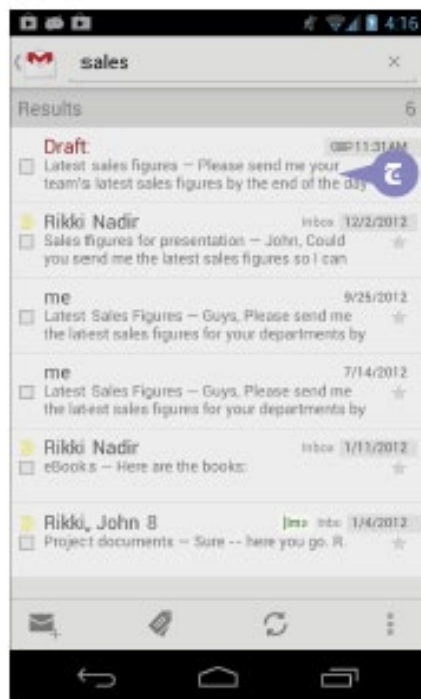 4:16
sales ×
Results 6
Draft 11:31AM
Latest sales figures — Please send me your
team's latest sales figures by the end of the day
Rikki Nadir Inbox 12/2/2012
Sales figures for presentation — John, Could
you send me the latest sales figures so I can
me 9/25/2012
Latest Sales Figures — Guys, Please send me
the latest sales figures for your departments by
me 7/14/2012
Latest Sales Figures — Guys, Please send me
the latest sales figures for your departments by
Rikki Nadir Inbox 1/11/2012
eBooks — Here are the books:
Rikki, John 8 1/4/2012
Project documents — Sure -- here you go. R.